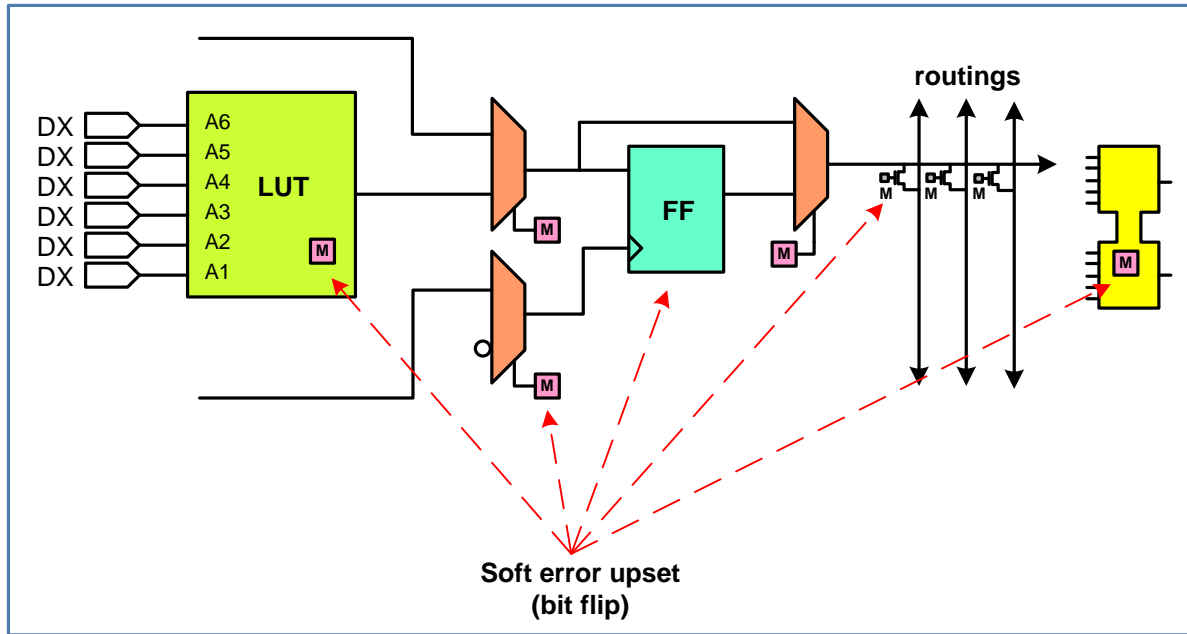 routings
DX A6
DX A5
DX A4
DX A3
DX A2
DX A1
LUT
M
M
M
FF
M
M M M
M
Soft error upset
(bit flip)